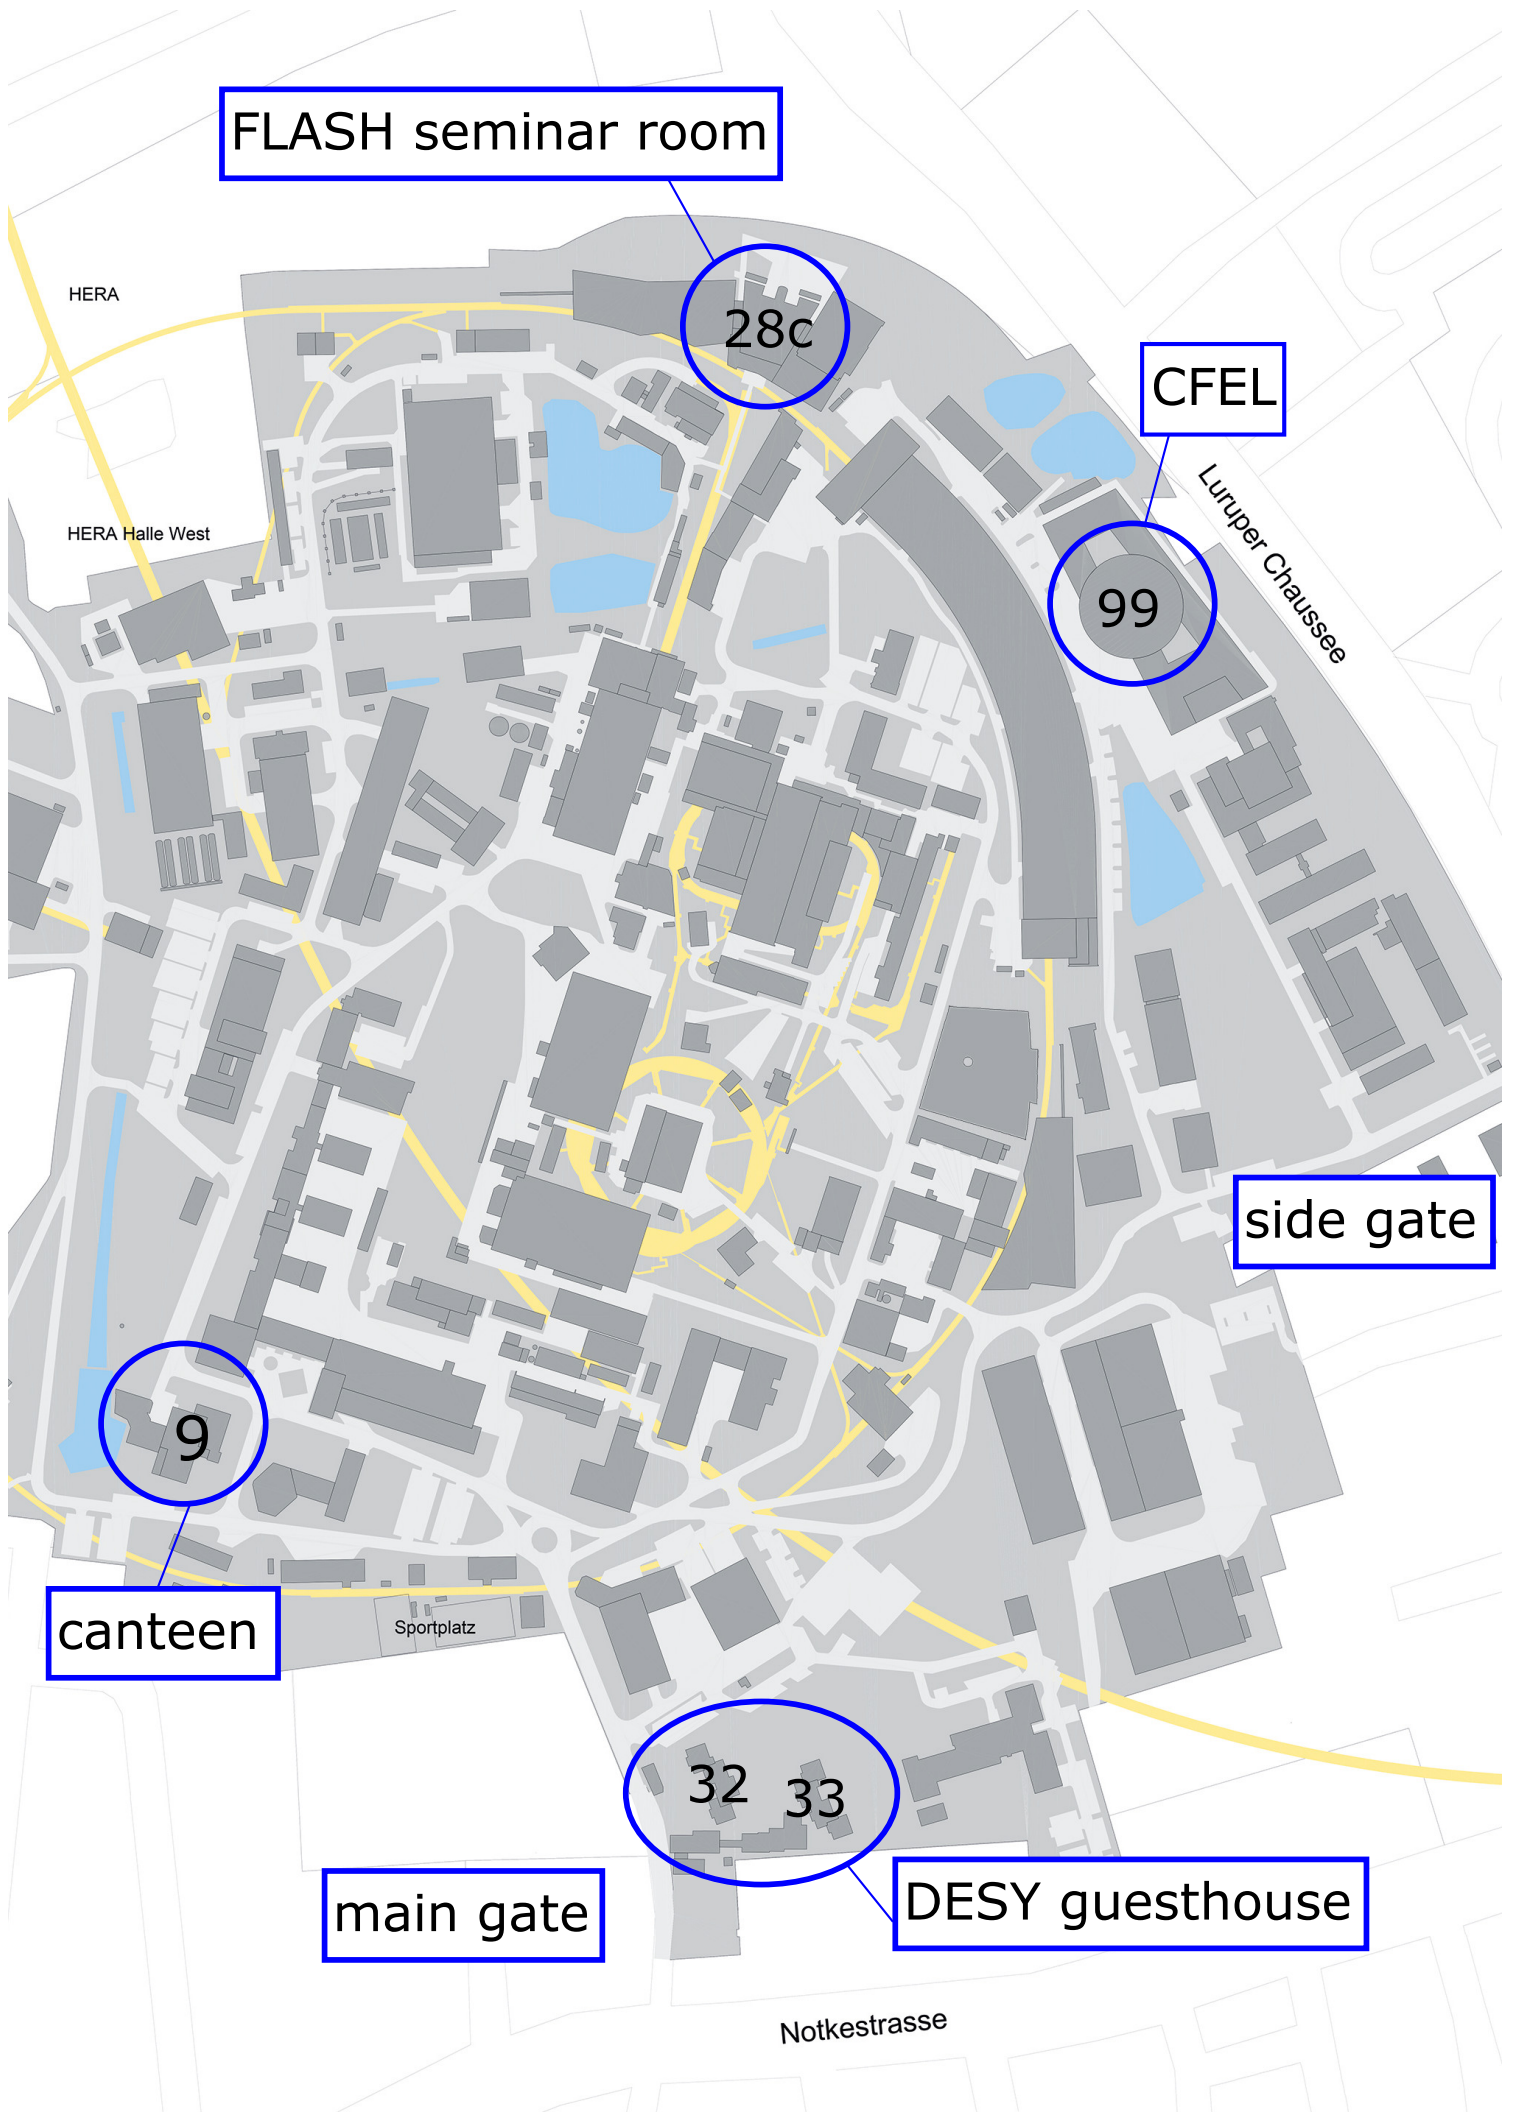 FLASH seminar room
HERA
28c
CFEL
Luruper Chaussee
HERA Halle West
99
side gate
9
canteen
Sportplatz
32
33
main gate
DESY guesthouse
Notkestrasse